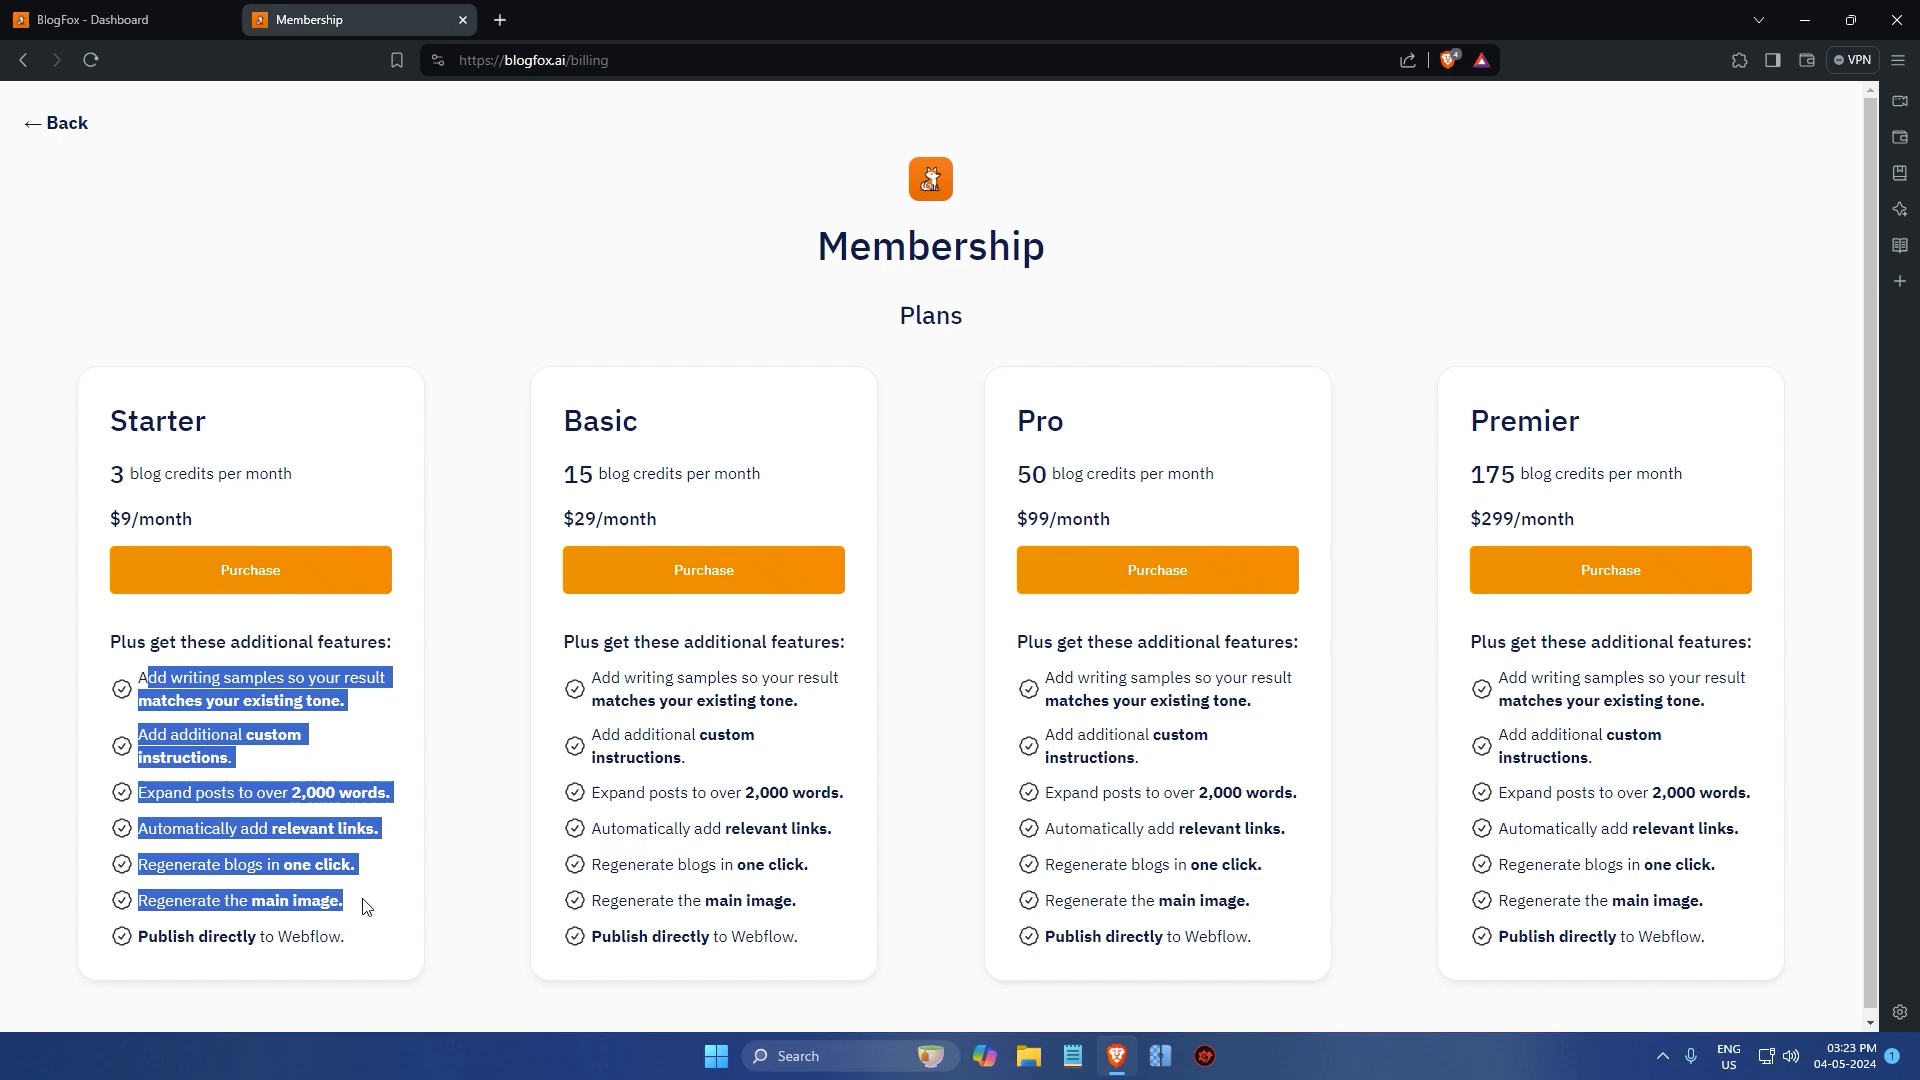 BlogFox - Dashboard
Membership
https://blogfox.ai/billing
4
VPN
← Back
Membership
Plans
Starter
3 blog credits per month
$9/month
Purchase
Plus get these additional features:
Add writing samples so your result
matches your existing tone.
Add additional custom
instructions.
Expand posts to over 2,000 words.
Automatically add relevant links.
Regenerate blogs in one click.
Regenerate the main image.
Publish directly to Webflow.
Basic
15 blog credits per month
$29/month
Purchase
Plus get these additional features:
Add writing samples so your result
matches your existing tone.
Add additional custom
instructions.
Expand posts to over 2,000 words.
Automatically add relevant links.
Regenerate blogs in one click.
Regenerate the main image.
Publish directly to Webflow.
Pro
50 blog credits per month
$99/month
Purchase
Plus get these additional features:
Add writing samples so your result
matches your existing tone.
Add additional custom
instructions.
Expand posts to over 2,000 words.
Automatically add relevant links.
Regenerate blogs in one click.
Regenerate the main image.
Publish directly to Webflow.
Premier
175 blog credits per month
$299/month
Purchase
Plus get these additional features:
Add writing samples so your result
matches your existing tone.
Add additional custom
instructions.
Expand posts to over 2,000 words.
Automatically add relevant links.
Regenerate blogs in one click.
Regenerate the main image.
Publish directly to Webflow.
Search
ENG
US
03:23 PM
04-05-2024
1